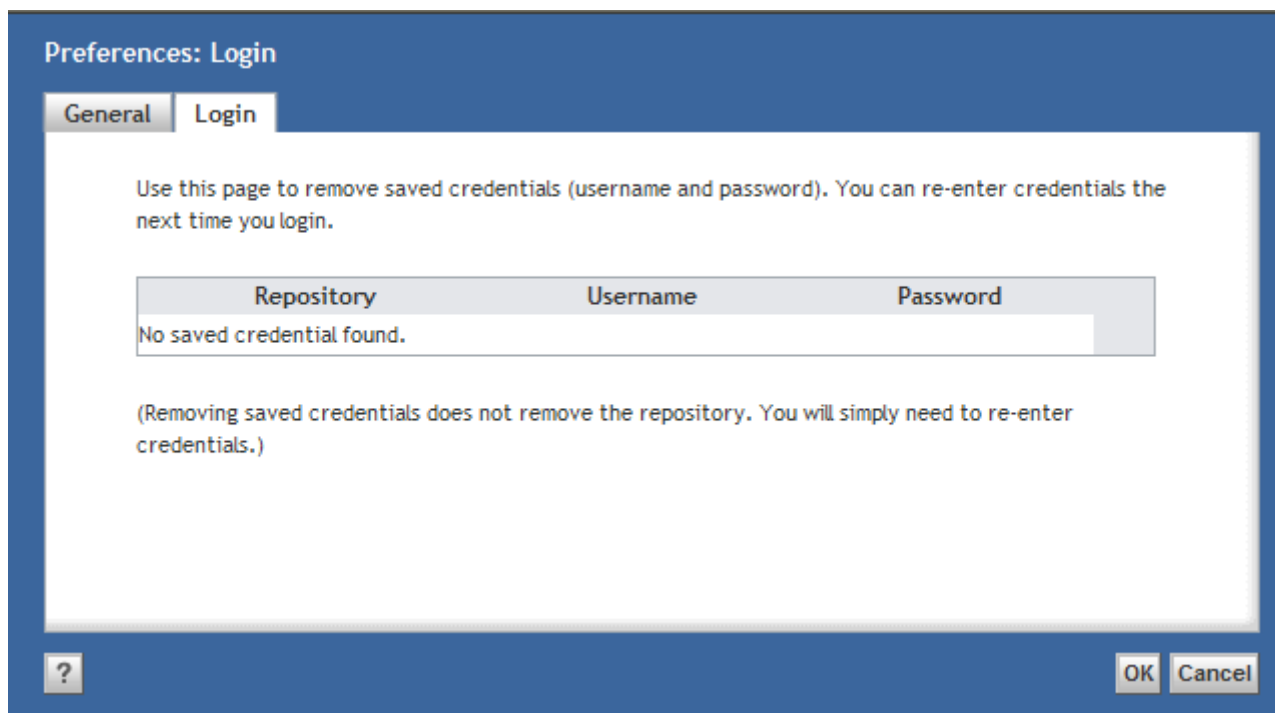 Preferences: Login
General Login
Use this page to remove saved credentials (username and password). You can re-enter credentials the
next time you login.
Repository Username Password
No saved credential found.
(Removing saved credentials does not remove the repository. You will simply need to re-enter
credentials.)
? OK Cancel